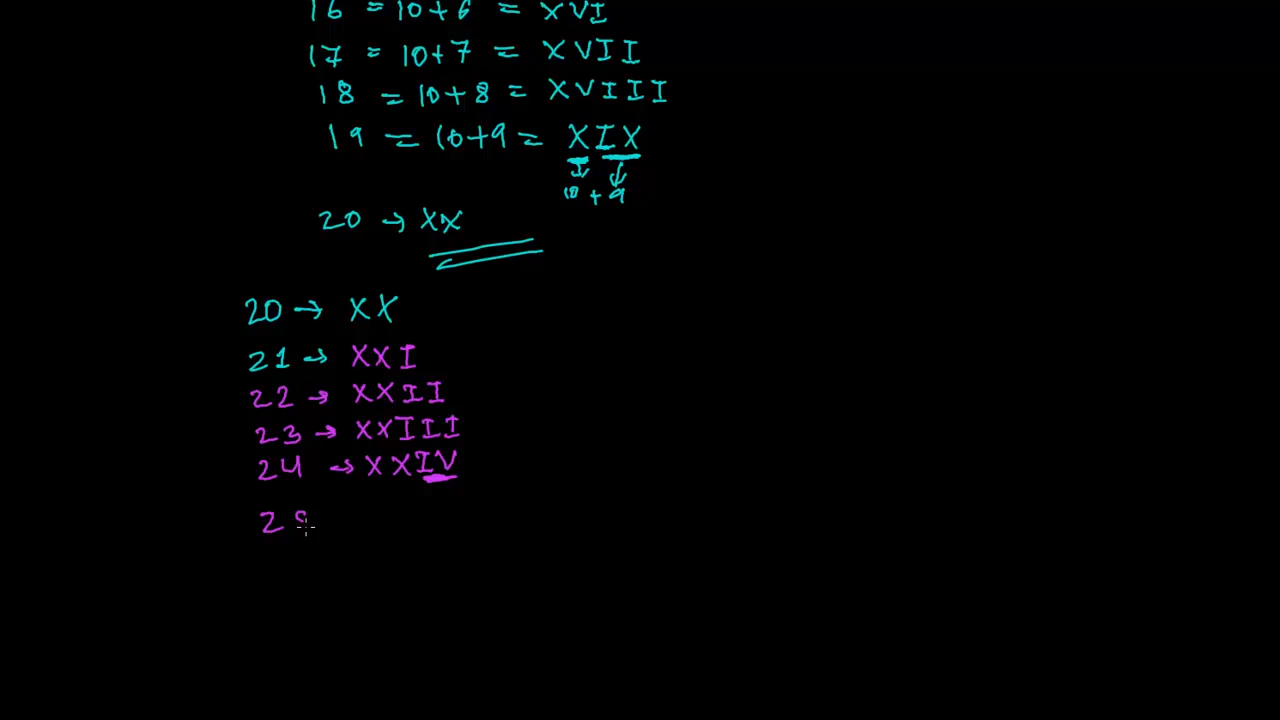 16 = 10+6 = XVI
17 = 10+7 = XVII
18 = 10+8 = XVIII
19 = 10+9 = XIX
10 + 9
20 → XX
20 → XX
21 → XXI
22 → XXII
23 → XXIII
24 → XXIV
2